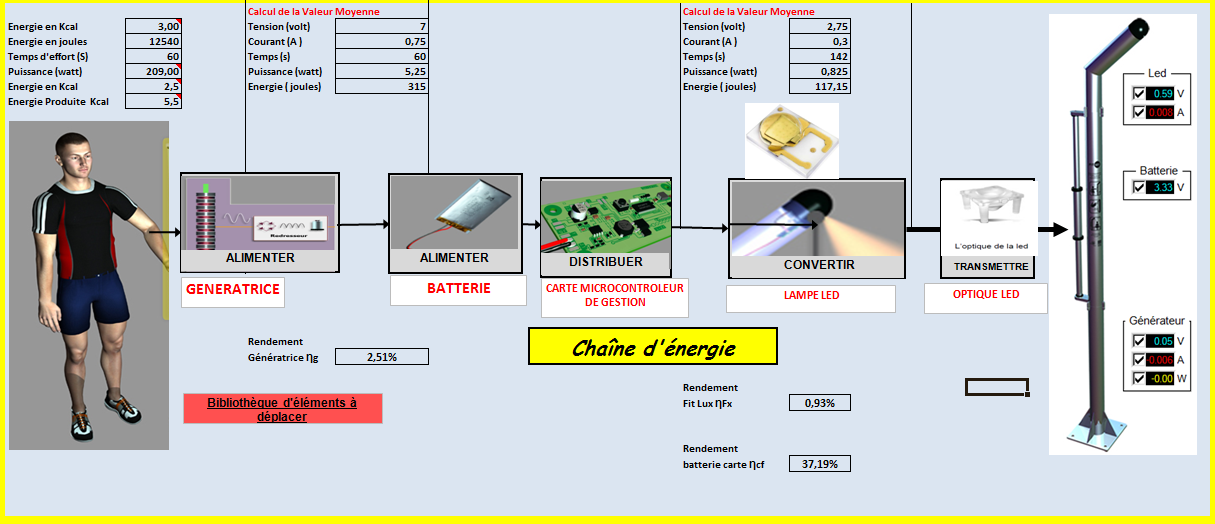 Calcul de la Valeur Moyenne
Calcul de la Valeur Moyenne
Energie en Kcal 3,00
Energie en joules 12540
Temps d'effort (S) 60
Puissance (watt) 209,00
Energie en Kcal 2,5
Energie Produite Kcal 5,5
Tension (volt) 7
Courant (A ) 0,75
Temps (s) 60
Puissance (watt) 5,25
Energie ( joules) 315
Tension (volt) 2,75
Courant (A ) 0,3
Temps (s) 142
Puissance (watt) 0,825
Energie ( joules) 117,15
Led
0.59 V
0.008 A
Batterie
3.33 V
Redresseur
ALIMENTER
GENERATRICE
ALIMENTER
BATTERIE
DISTRIBUER
CARTE MICROCONTROLEUR
DE GESTION
CONVERTIR
LAMPE LED
L'optique de la led
TRANSMETTRE
OPTIQUE LED
Générateur
0.05 V
-0.006 A
-0.00 W
Rendement
Génératrice Ƞg 2,51%
Chaîne d'énergie
Bibliothèque d'éléments à
déplacer
Rendement
Fit Lux ȠFx 0,93%
Rendement
batterie carte Ƞcf 37,19%